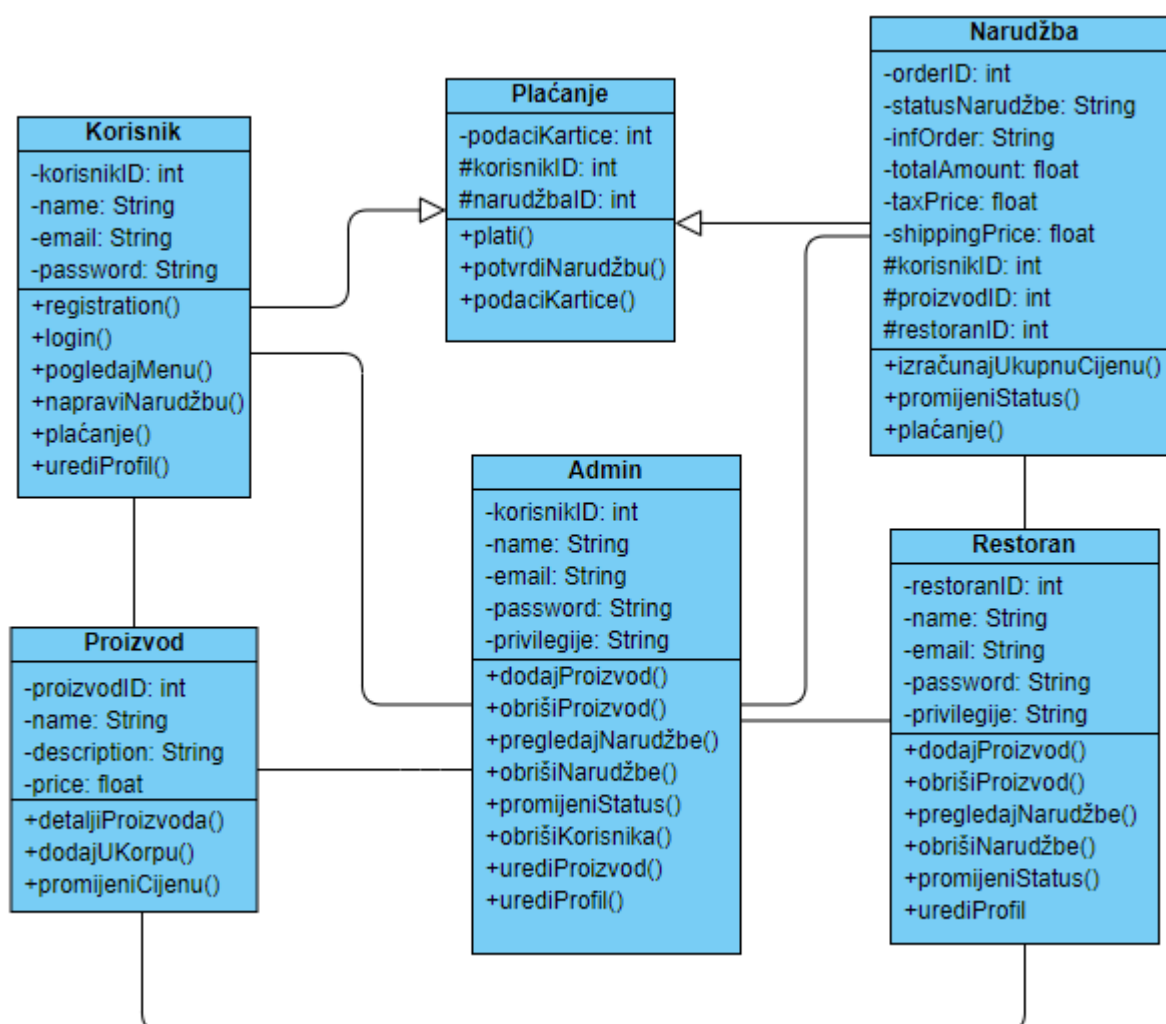 Korisnik
-korisnikID: int
-name: String
-email: String
-password: String
+registration()
+login()
+pogledajMenu()
+napraviNarudžbu()
+plaćanje()
+urediProfil()
Plaćanje
-podaciKartice: int
#korisnikID: int
#narudžbaID: int
+plati()
+potvrdiNarudžbu()
+podaciKartice()
Narudžba
-orderID: int
-statusNarudžbe: String
-infOrder: String
-totalAmount: float
-taxPrice: float
-shippingPrice: float
#korisnikID: int
#proizvodID: int
#restoranID: int
+izračunajUkupnuCijenu()
+promijeniStatus()
+plaćanje()
Proizvod
-proizvodID: int
-name: String
-description: String
-price: float
+detaljiProizvoda()
+dodajUKorpu()
+promijeniCijenu()
Admin
-korisnikID: int
-name: String
-email: String
-password: String
-privilegije: String
+dodajProizvod()
+obrišiProizvod()
+pregledajNarudžbe()
+obrišiNarudžbe()
+promijeniStatus()
+obrišiKorisnika()
+urediProizvod()
+urediProfil()
Restoran
-restoranID: int
-name: String
-email: String
-password: String
-privilegije: String
+dodajProizvod()
+obrišiProizvod()
+pregledajNarudžbe()
+obrišiNarudžbe()
+promijeniStatus()
+urediProfil